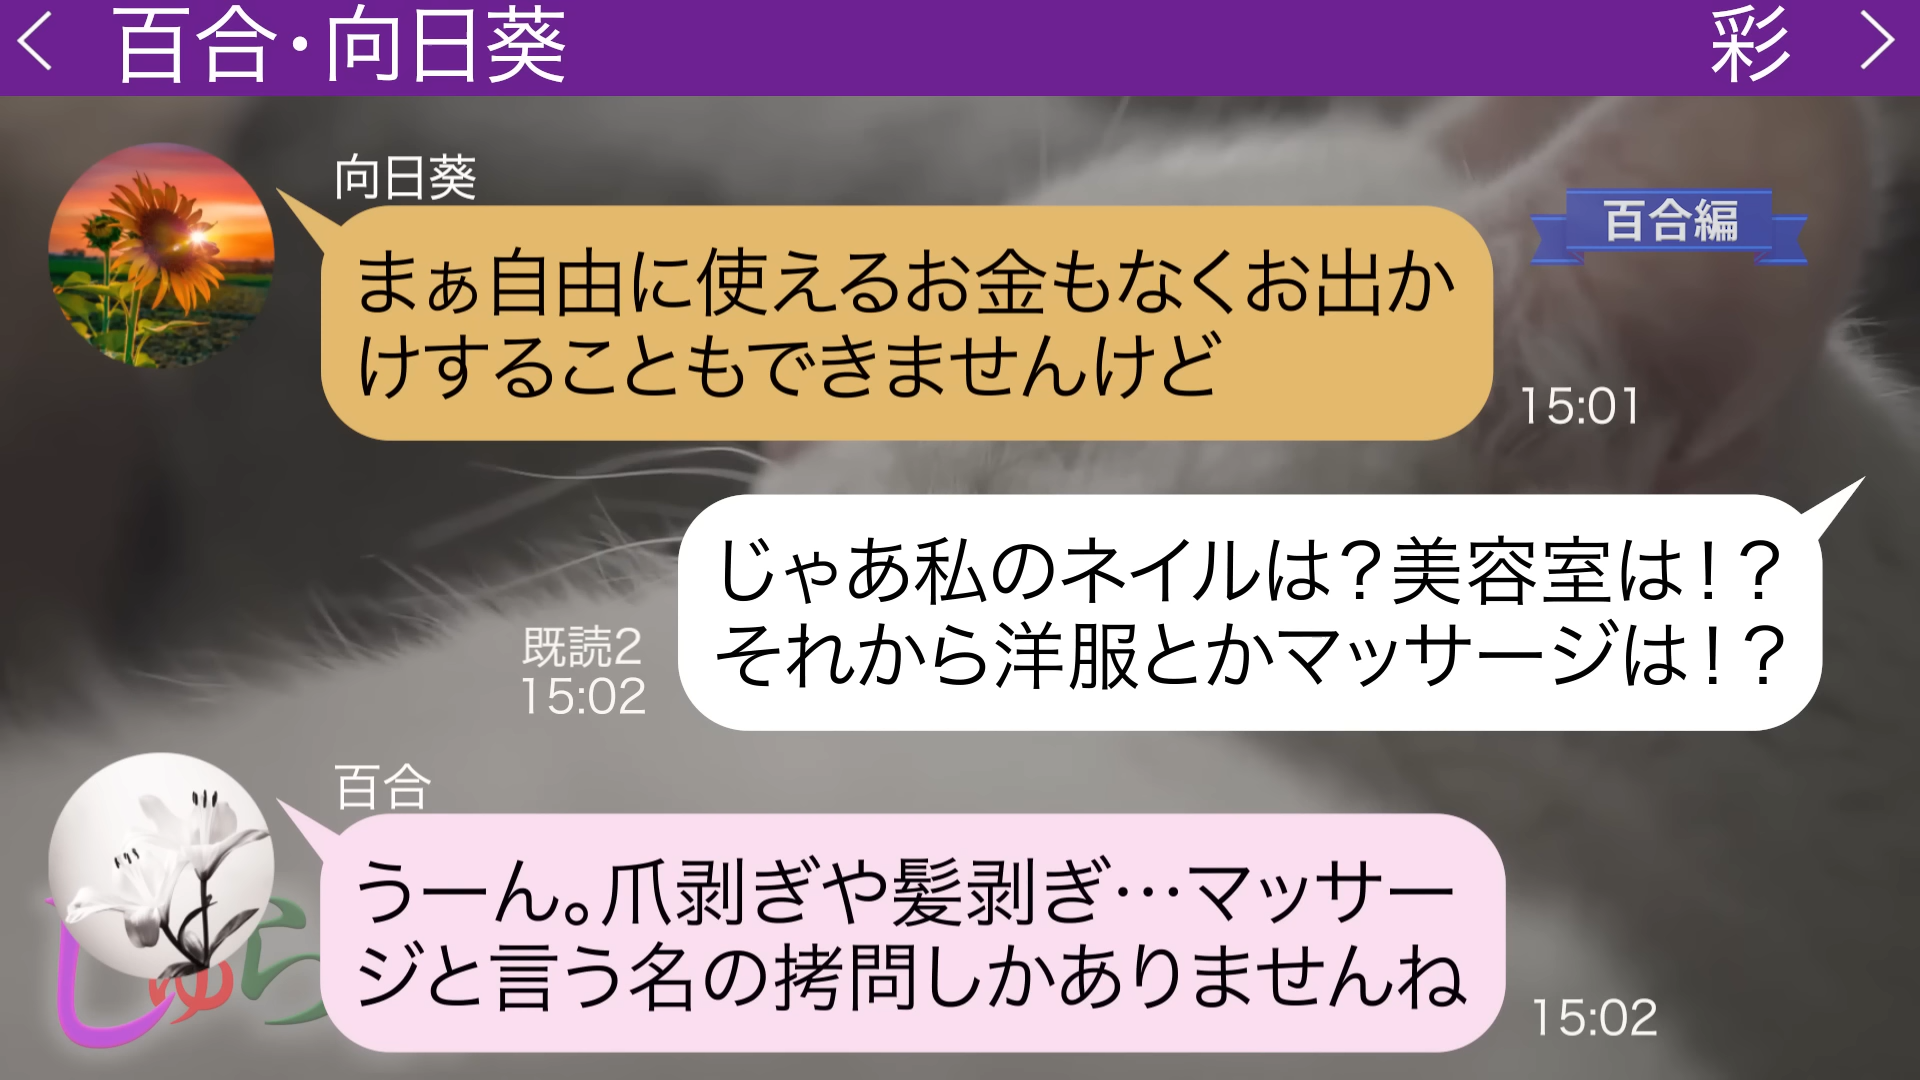 百合・向日葵
彩
向日葵
百合編
まぁ自由に使えるお金もなくお出か
けすることもできませんけど
15:01
じゃあ私のネイルは？美容室は！？
それから洋服とかマッサージは！？
既読2
15:02
百合
うーん。爪剥ぎや髪剥ぎ…マッサー
ジと言う名の拷問しかありませんね
15:02
しゅら